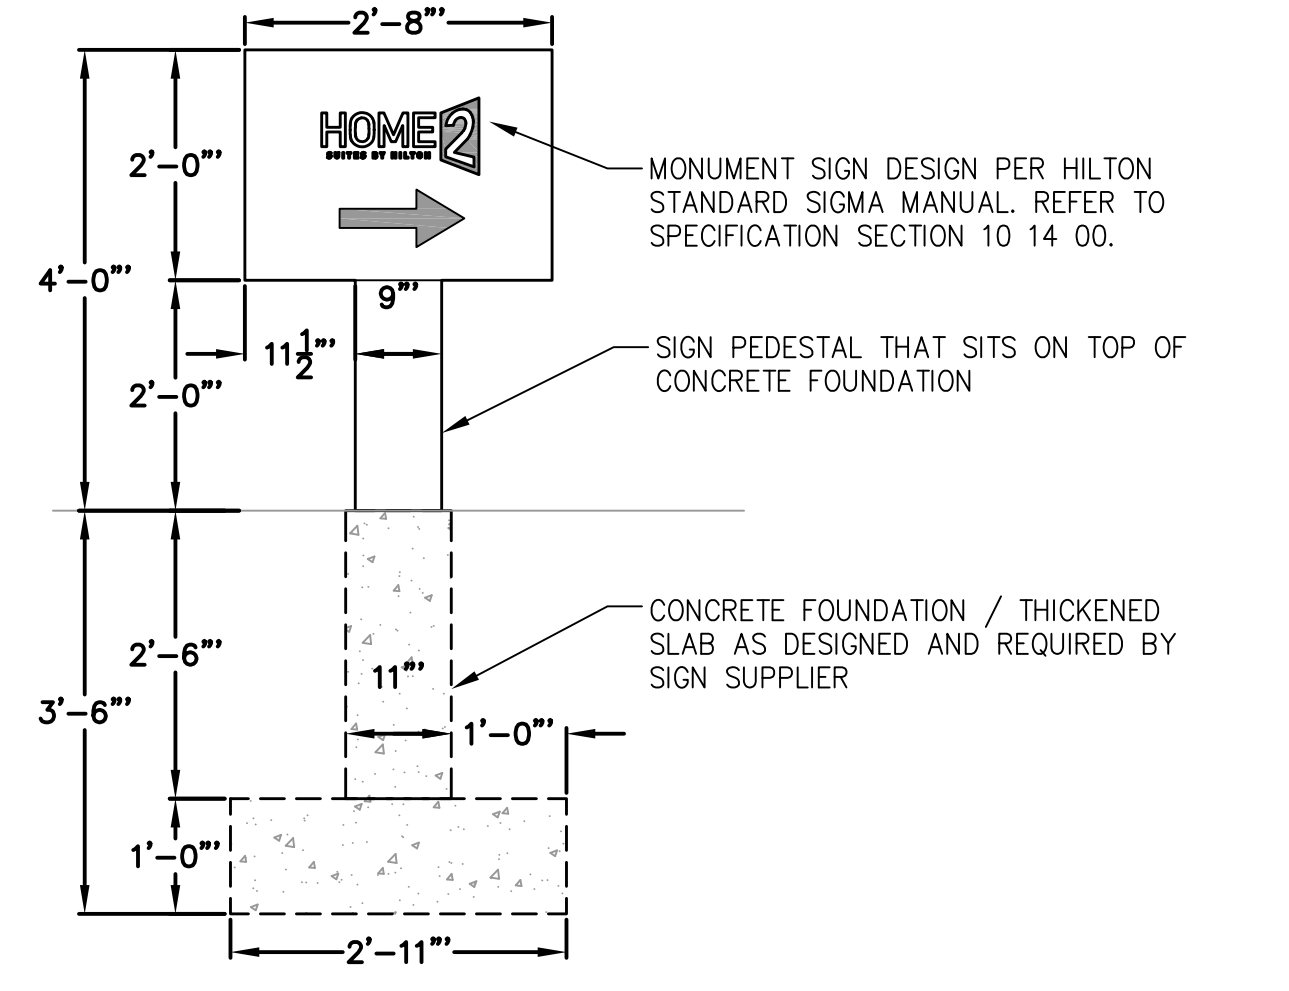 2'-8"'
HOME2
SUITES BY HILTON
2'-0"'
MONUMENT SIGN DESIGN PER HILTON
STANDARD SIGMA MANUAL. REFER TO
SPECIFICATION SECTION 10 14 00.
4'-0"'
9"'
11 1/2"'
SIGN PEDESTAL THAT SITS ON TOP OF
CONCRETE FOUNDATION
2'-0"'
CONCRETE FOUNDATION / THICKENED
SLAB AS DESIGNED AND REQUIRED BY
SIGN SUPPLIER
2'-6"'
11"'
3'-6"'
1'-0"'
1'-0"'
2'-11"'